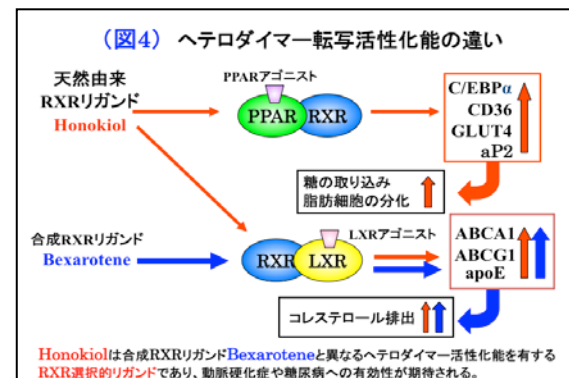 (図4) ヘテロダイマー転写活性化能の違い
天然由来
RXRリガンド
Honokiol
PPARアゴニスト
PPAR RXR
C/EBPα
CD36
GLUT4
aP2
糖の取り込み
脂肪細胞の分化
合成RXRリガンド
Bexarotene
LXRアゴニスト
RXR LXR
ABCA1
ABCG1
apoE
コレステロール排出
Honokiolは合成RXRリガンドBexaroteneと異なるヘテロダイマー活性化能を有する
RXR選択的リガンドであり、動脈硬化症や糖尿病への有効性が期待される。